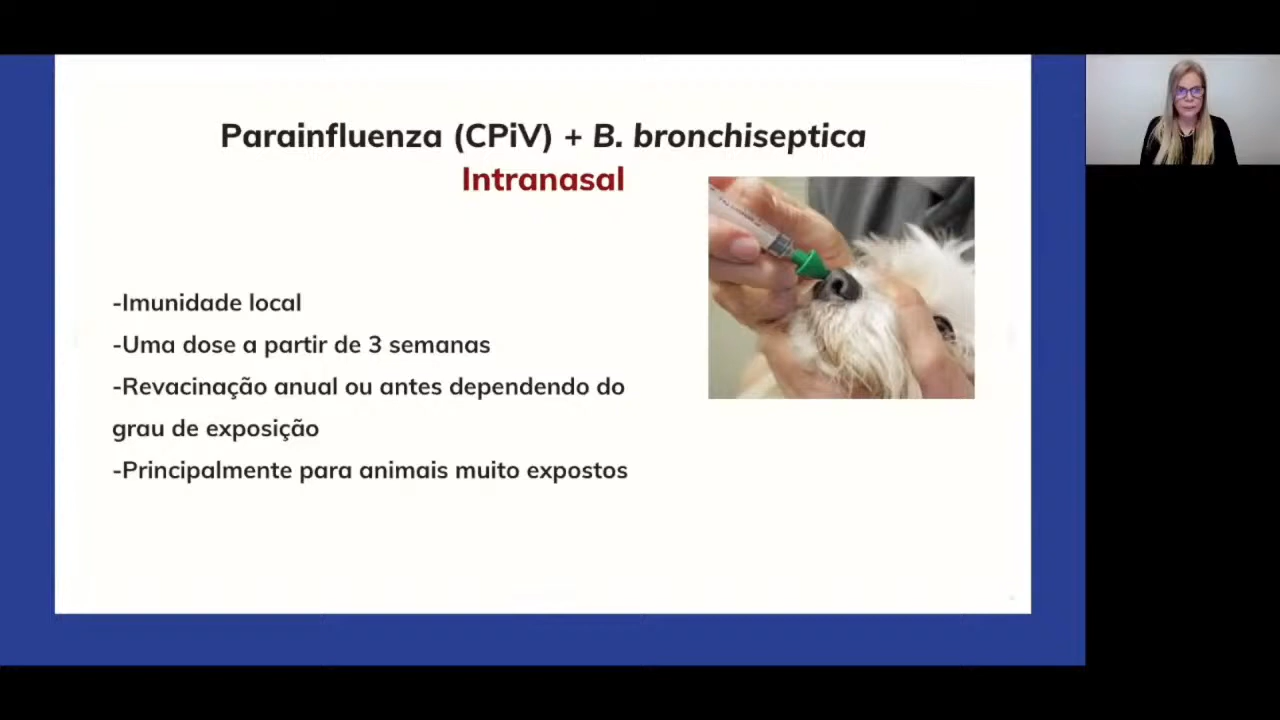 Parainfluenza (CPiV) + B. bronchiseptica
Intranasal
-Imunidade local
-Uma dose a partir de 3 semanas
-Revacinação anual ou antes dependendo do
grau de exposição
-Principalmente para animais muito expostos